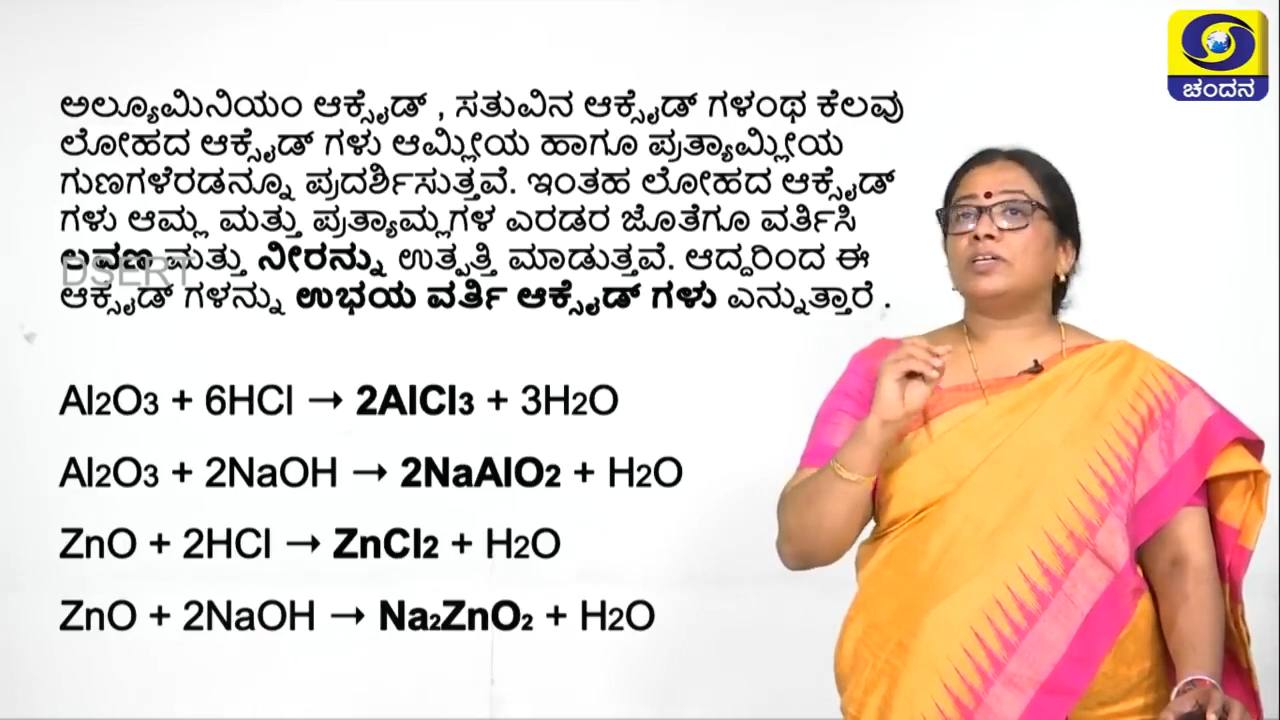 ಚಂದನ
ಅಲ್ಯೂಮಿನಿಯಂ ಆಕ್ಸೈಡ್ , ಸತುವಿನ ಆಕ್ಸೈಡ್ ಗಳಂಥ ಕೆಲವು
ಲೋಹದ ಆಕ್ಸೈಡ್ ಗಳು ಆಮ್ಲೀಯ ಹಾಗೂ ಪ್ರತ್ಯಾಮ್ಲೀಯ
ಗುಣಗಳೆರಡನ್ನೂ ಪ್ರದರ್ಶಿಸುತ್ತವೆ. ಇಂತಹ ಲೋಹದ ಆಕ್ಸೈಡ್
ಗಳು ಆಮ್ಲ ಮತ್ತು ಪ್ರತ್ಯಾಮ್ಲಗಳ ಎರಡರ ಜೊತೆಗೂ ವರ್ತಿಸಿ
ಲವಣ ಮತ್ತು ನೀರನ್ನು ಉತ್ಪತ್ತಿ ಮಾಡುತ್ತವೆ. ಆದ್ದರಿಂದ ಈ
DSERT
ಆಕ್ಸೈಡ್ ಗಳನ್ನು ಉಭಯ ವರ್ತಿ ಆಕ್ಸೈಡ್ ಗಳು ಎನ್ನುತ್ತಾರೆ .
Al2O3 + 6HCl → 2AlCl3 + 3H2O
Al2O3 + 2NaOH → 2NaAlO2 + H2O
ZnO + 2HCl → ZnCl2 + H2O
ZnO + 2NaOH → Na2ZnO2 + H2O